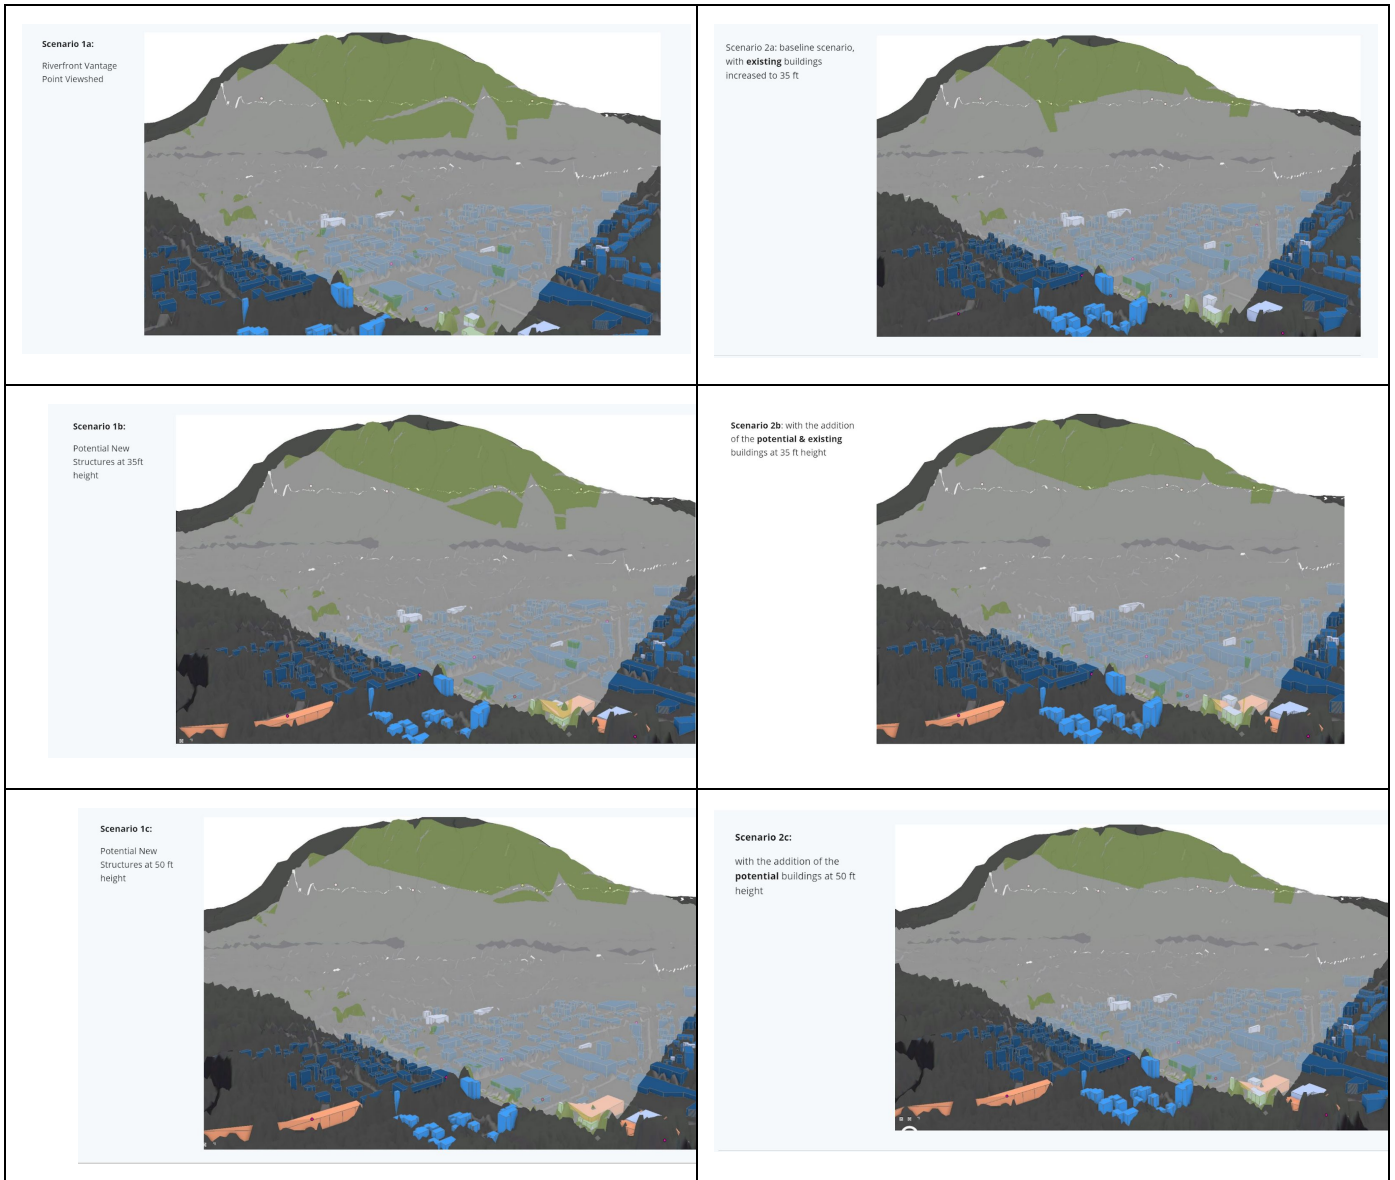 Scenario 1a:
Riverfront Vantage
Point Viewshed
Scenario 2a: baseline scenario,
with existing buildings
increased to 35 ft
Scenario 1b:
Potential New
Structures at 35ft
height
Scenario 2b: with the addition
of the potential & existing
buildings at 35 ft height
Scenario 1c:
Potential New
Structures at 50 ft
height
Scenario 2c:
with the addition of the
potential buildings at 50 ft
height